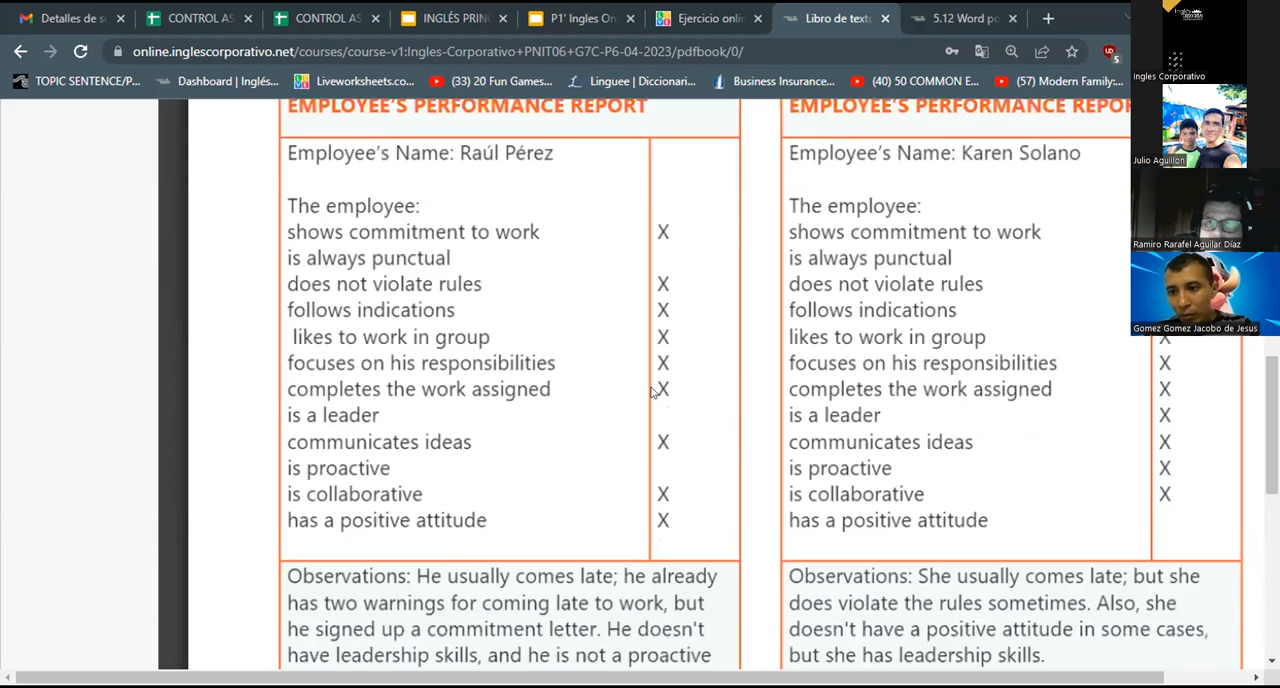 Detalles de su
CONTROL AS
CONTROL AS
INGLÉS PRIN
P1' Ingles On
Ejercicio onlin
Libro de texto
5.12 Word po
online.inglescorporativo.net/courses/course-v1:Ingles-Corporativo+PNIT06+G7C-P6-04-2023/pdfbook/0/
5
TOPIC SENTENCE/P...
Dashboard | Inglés...
Liveworksheets.co...
(33) 20 Fun Games...
Linguee | Diccionari...
Business Insurance...
(40) 50 COMMON E...
(57) Modern Family:...
Ingles Corporativo
Julio Aguillon
Ramiro Rarafel Aguilar Díaz
Gomez Gomez Jacobo de Jesus
EMPLOYEE'S PERFORMANCE REPORT
Employee's Name: Raúl Pérez
The employee:
shows commitment to work X
is always punctual
does not violate rules X
follows indications X
likes to work in group X
focuses on his responsibilities X
completes the work assigned X
is a leader
communicates ideas X
is proactive
is collaborative X
has a positive attitude X
Observations: He usually comes late; he already
has two warnings for coming late to work, but
he signed up a commitment letter. He doesn't
have leadership skills, and he is not a proactive
EMPLOYEE'S PERFORMANCE REPOR
Employee's Name: Karen Solano
The employee:
shows commitment to work
is always punctual
does not violate rules
follows indications
likes to work in group X
focuses on his responsibilities X
completes the work assigned X
is a leader X
communicates ideas X
is proactive X
is collaborative X
has a positive attitude
Observations: She usually comes late; but she
does violate the rules sometimes. Also, she
doesn't have a positive attitude in some cases,
but she has leadership skills.